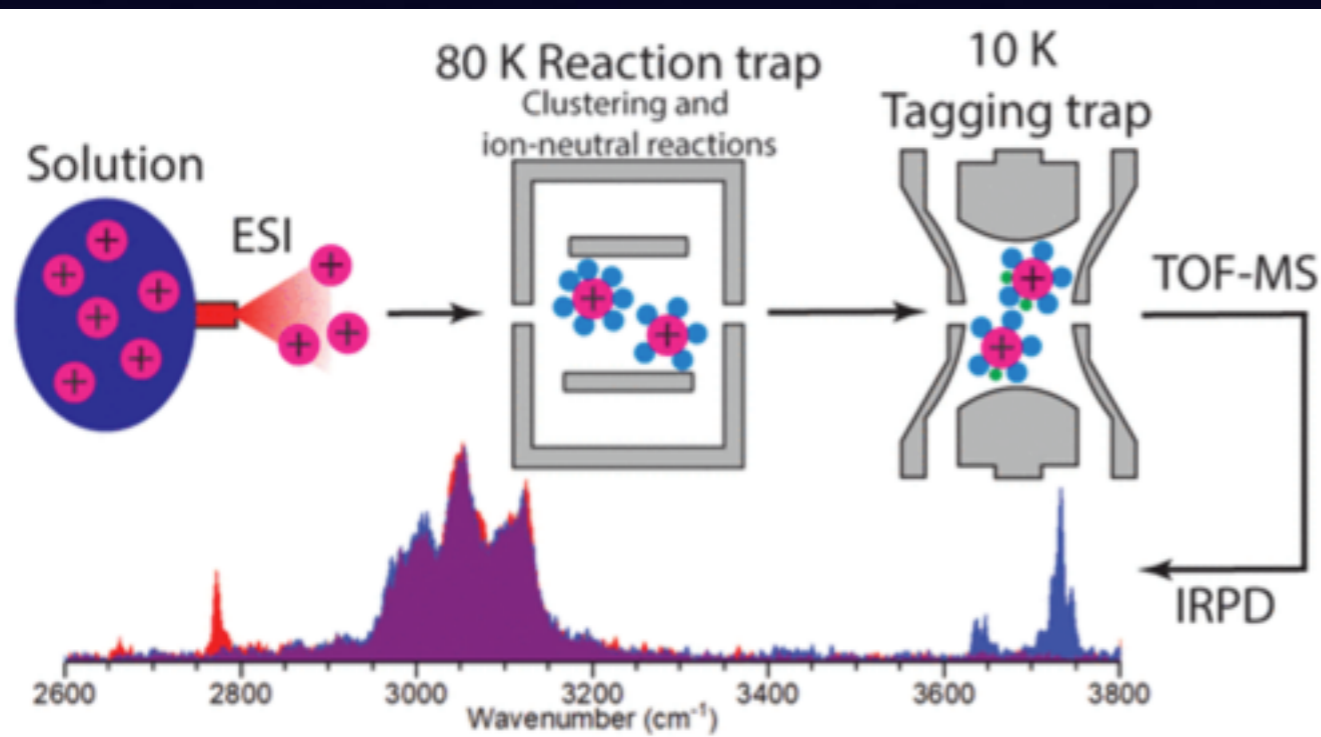 80 K Reaction trap
Clustering and
ion-neutral reactions
10 K
Tagging trap
Solution
ESI
+
+
+
+
+
+
+
+
+
+
+
+
+
TOF-MS
IRPD
2600 2800 3000 3200 3400 3600 3800
Wavenumber (cm⁻¹)